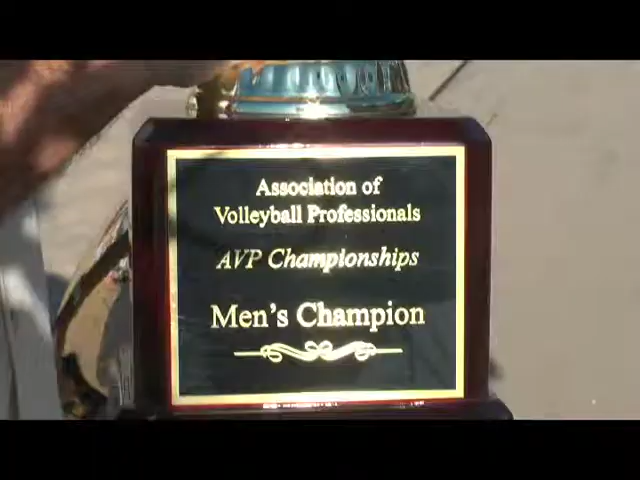 Association of
Volleyball Professionals
AVP Championships
Men's Champion